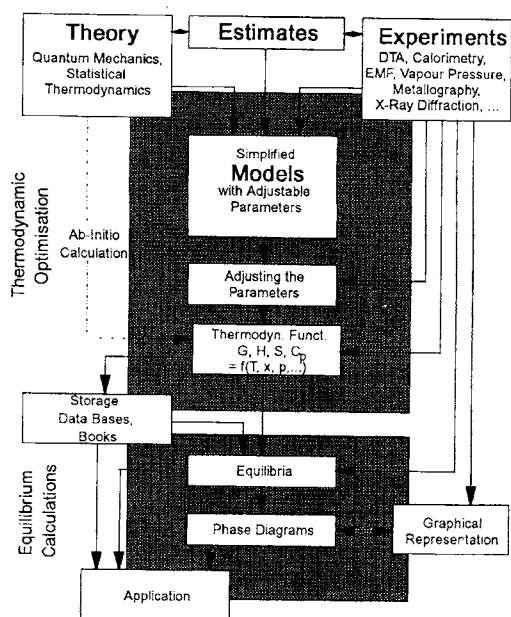 Theory
Quantum Mechanics,
Statistical
Thermodynamics
Estimates
Experiments
DTA, Calorimetry,
EMF, Vapour Pressure,
Metallography,
X-Ray Diffraction, ...
Simplified
Models
with Adjustable
Parameters
Thermodynamic
Optimisation
Ab-Initio
Calculation
Adjusting the
Parameters
Thermodyn. Funct.
G, H, S, Cp
= f(T, x, p,...)
Storage
Data Bases,
Books
Equilibrium
Calculations
Equilibria
Phase Diagrams
Graphical
Representation
Application